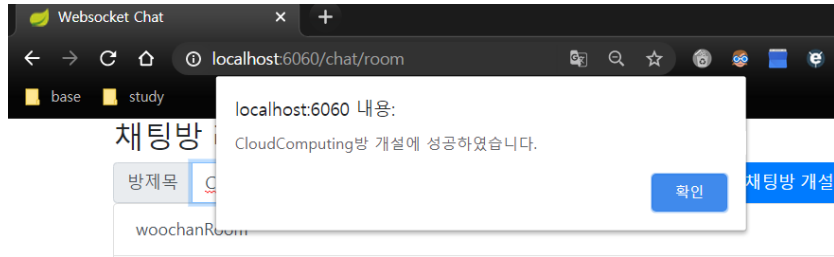 Websocket Chat
localhost:6060/chat/room
base study
localhost:6060 내용:
CloudComputing방 개설에 성공하였습니다.
확인
채팅방
방제목 C
채팅방 개설
woochanRoom